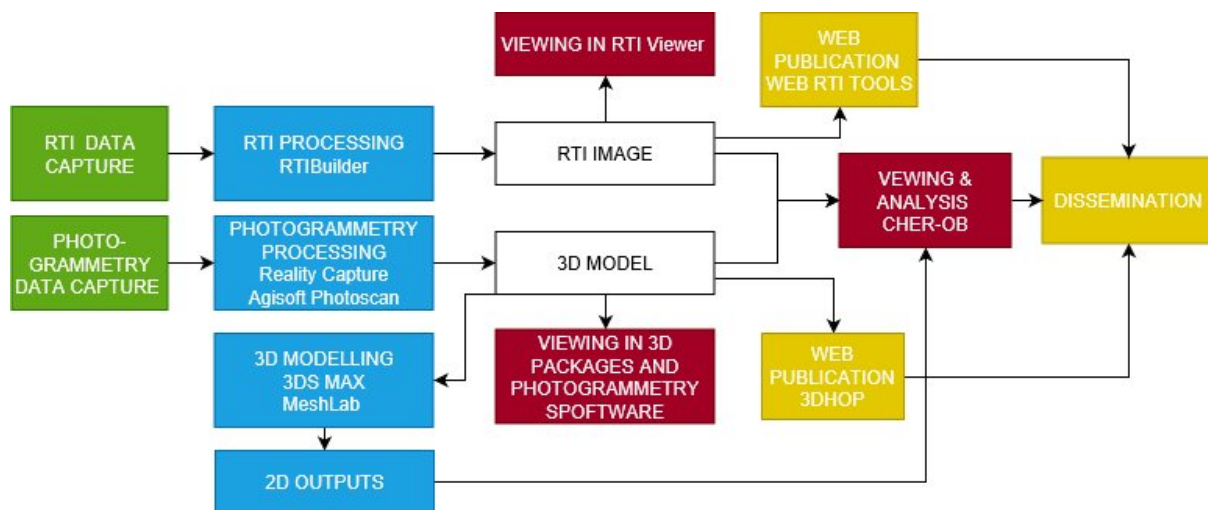 VIEWING IN RTI Viewer
WEB
PUBLICATION
WEB RTI TOOLS
RTI DATA
CAPTURE
RTI PROCESSING
RTIBuilder
RTI IMAGE
VEWING &
ANALYSIS
CHER-OB
DISSEMINATION
PHOTO-
GRAMMETRY
DATA CAPTURE
PHOTOGRAMMETRY
PROCESSING
Reality Capture
Agisoft Photoscan
3D MODEL
3D MODELLING
3DS MAX
MeshLab
VIEWING IN 3D
PACKAGES AND
PHOTOGRAMMETRY
SPOFTWARE
WEB
PUBLICATION
3DHOP
2D OUTPUTS